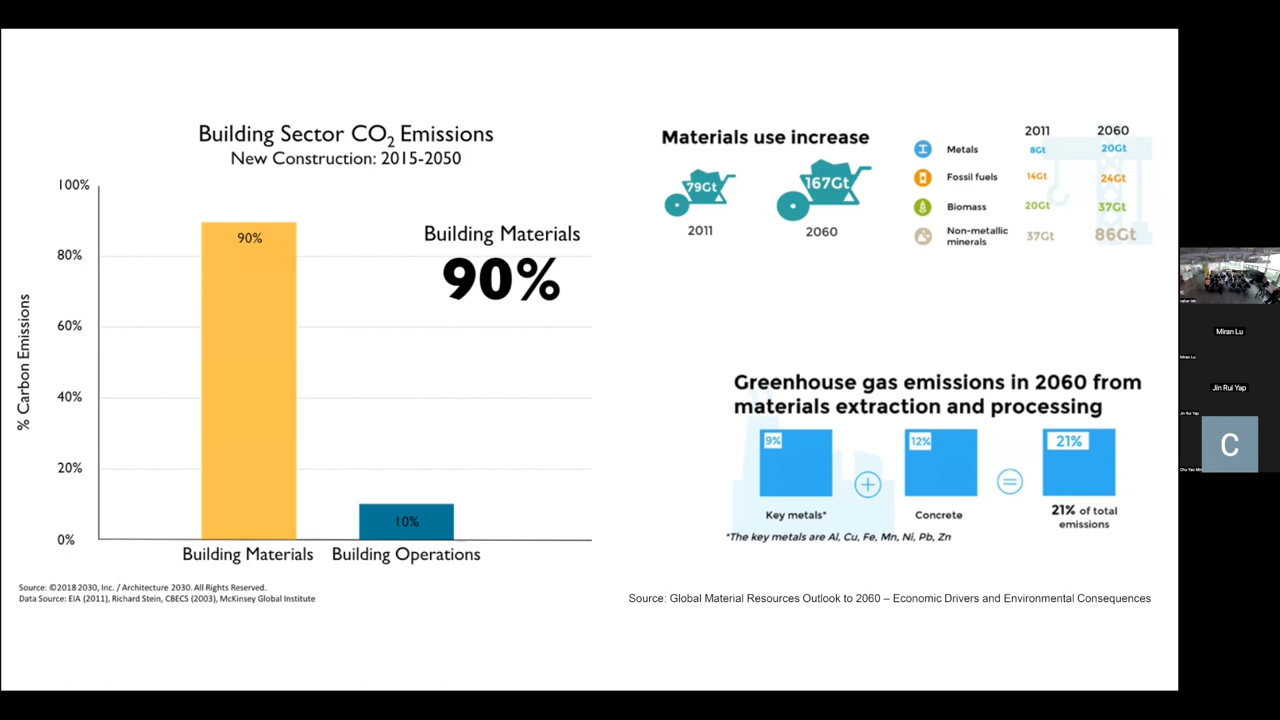 Building Sector CO2 Emissions
New Construction: 2015-2050
% Carbon Emissions
100%
80%
60%
40%
20%
0%
90%
10%
Building Materials
90%
Building Materials
Building Operations
Source: ©2018 2030, Inc. / Architecture 2030. All Rights Reserved.
Data Source: EIA (2011), Richard Stein, CBECS (2003), McKinsey Global Institute
Materials use increase
79Gt
167Gt
2011
2060
2011
2060
Metals
8Gt
20Gt
Fossil fuels
14Gt
24Gt
Biomass
20Gt
37Gt
Non-metallic
minerals
37Gt
86Gt
Greenhouse gas emissions in 2060 from
materials extraction and processing
9%
12%
21%
+
=
Key metals*
Concrete
21% of total
emissions
*The key metals are Al, Cu, Fe, Mn, Ni, Pb, Zn
Source: Global Material Resources Outlook to 2060 – Economic Drivers and Environmental Consequences
Miran Lu
Miran Lu
Jin Rui Yap
Jin Rui Yap
C